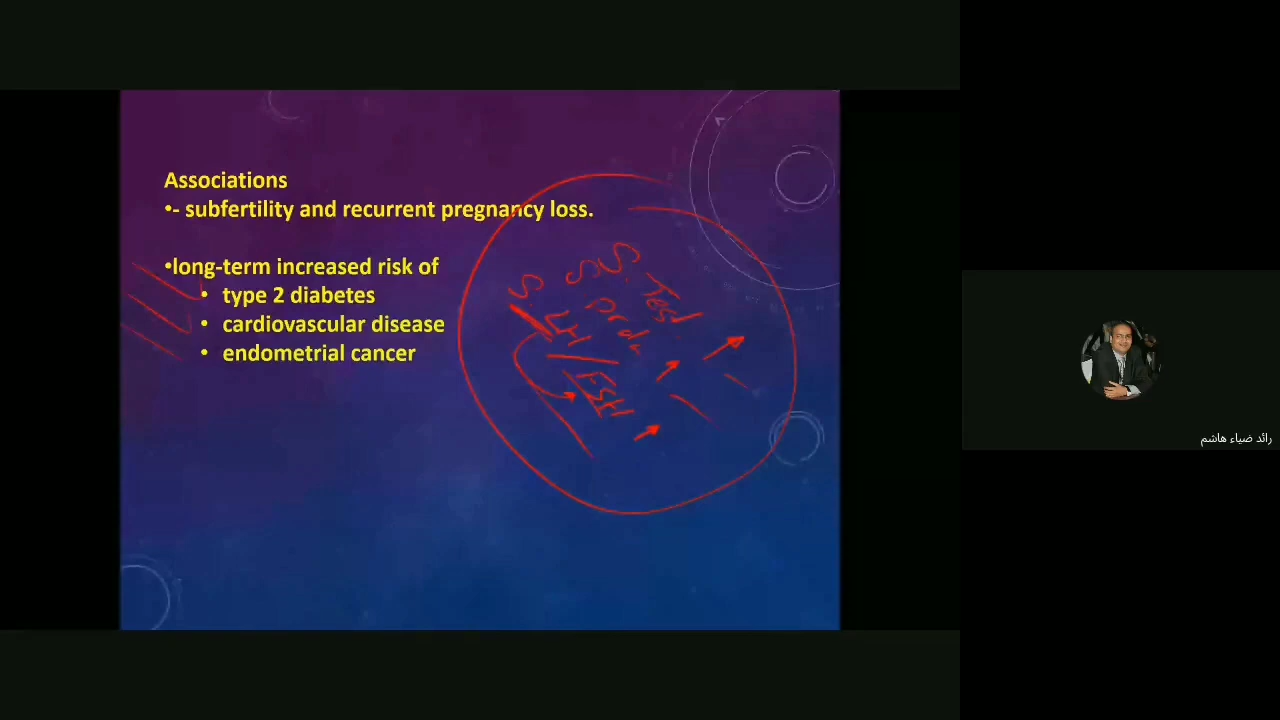 Associations
•- subfertility and recurrent pregnancy loss.
•long-term increased risk of
• type 2 diabetes
• cardiovascular disease
• endometrial cancer
S. Test
S. LH / FSH
رائد ضياء هاشم